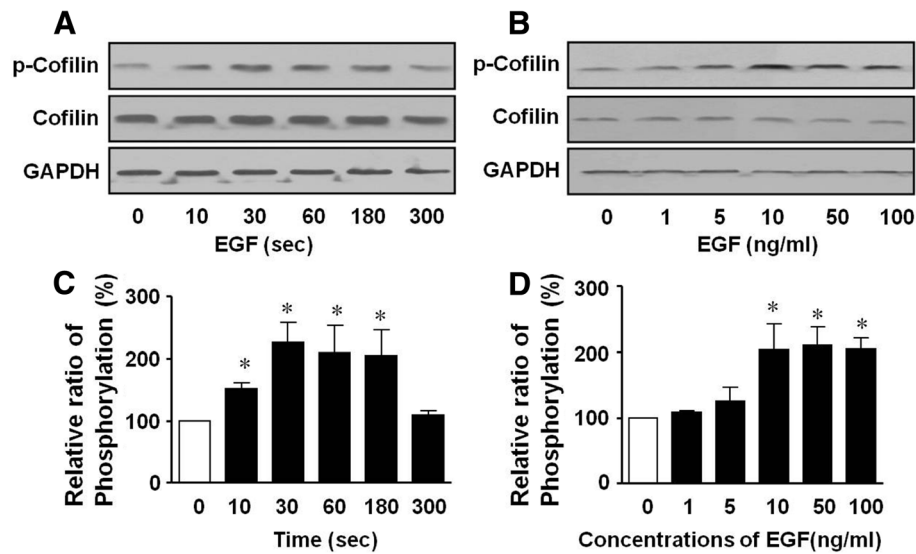 A
p-Cofilin
Cofilin
GAPDH
0 10 30 60 180 300
EGF (sec)
B
p-Cofilin
Cofilin
GAPDH
0 1 5 10 50 100
EGF (ng/ml)
C
Relative ratio of
Phosphorylation (%)
300
200
100
0
* * * *
0 10 30 60 180 300
Time (sec)
D
Relative ratio of
Phosphorylation (%)
300
200
100
0
* * *
0 1 5 10 50 100
Concentrations of EGF(ng/ml)